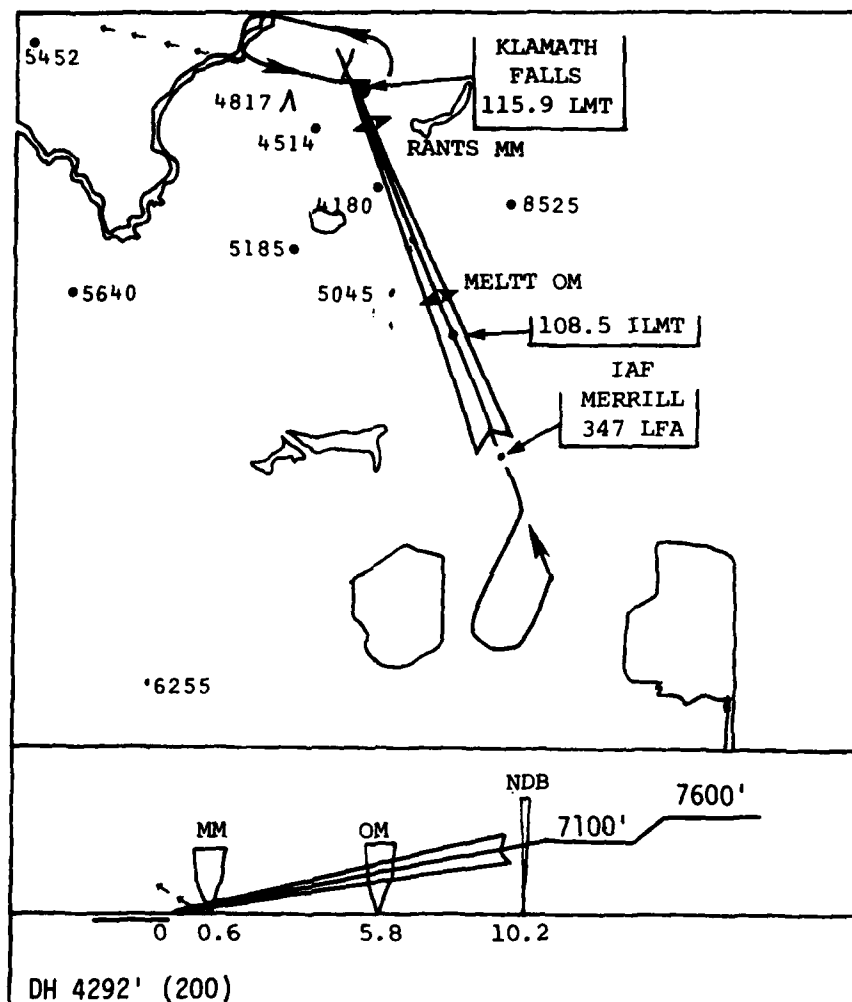 5452
KLAMATH
FALLS
115.9 LMT
4817
4514
RANTS MM
4180
8525
5185
5640
5045
MELTT OM
108.5 ILMT
IAF
MERRILL
347 LFA
6255
NDB
7600'
7100'
MM
OM
0 0.6 5.8 10.2
DH 4292' (200)